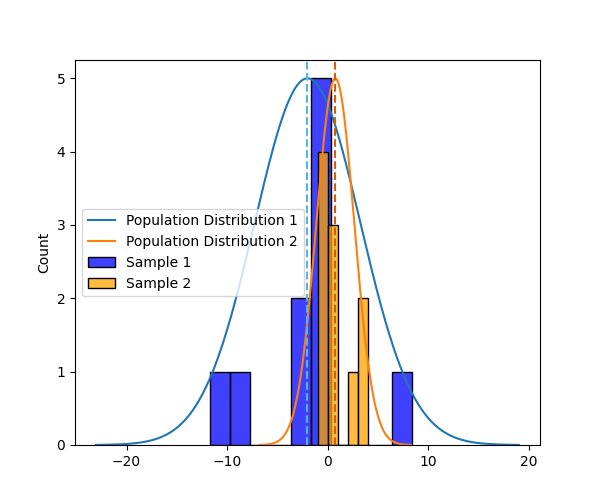 5
4
3
2
1
0
Count
Population Distribution 1
Population Distribution 2
Sample 1
Sample 2
−20
−10
0
10
20